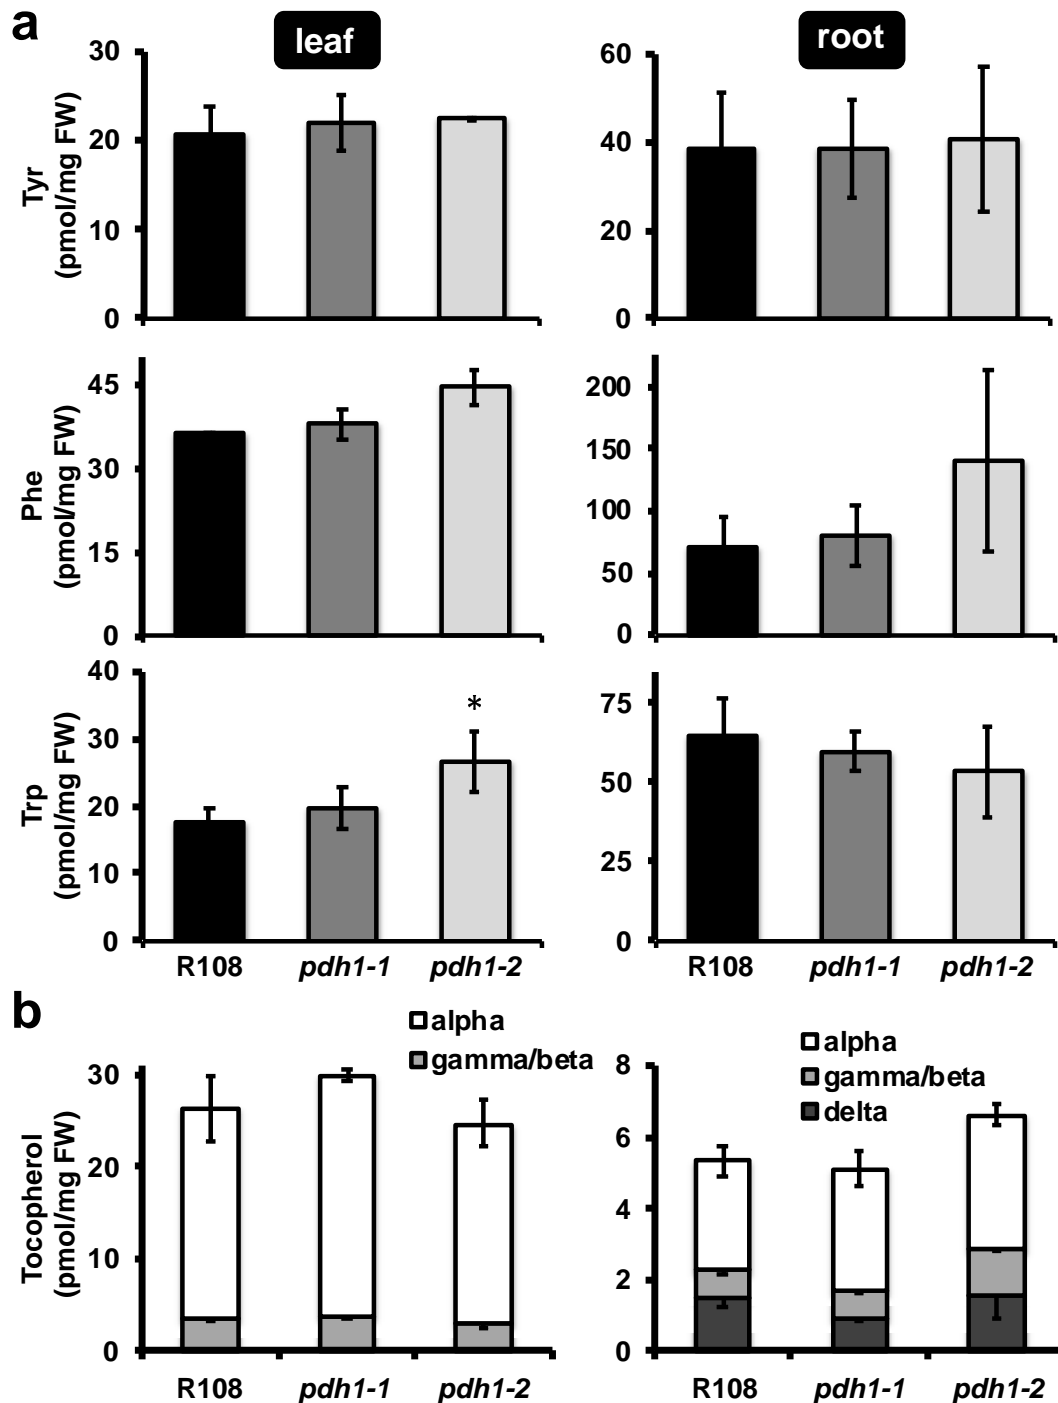 a
leaf
root
Tyr
(pmol/mg FW)
30
20
10
0
60
40
20
0
Phe
(pmol/mg FW)
45
30
15
0
200
150
100
50
0
Trp
(pmol/mg FW)
40
30
20
10
0
*
75
50
25
0
R108 pdh1-1 pdh1-2
R108 pdh1-1 pdh1-2
b
alpha
gamma/beta
alpha
gamma/beta
delta
Tocopherol
(pmol/mg FW)
30
20
10
0
8
6
4
2
0
R108 pdh1-1 pdh1-2
R108 pdh1-1 pdh1-2